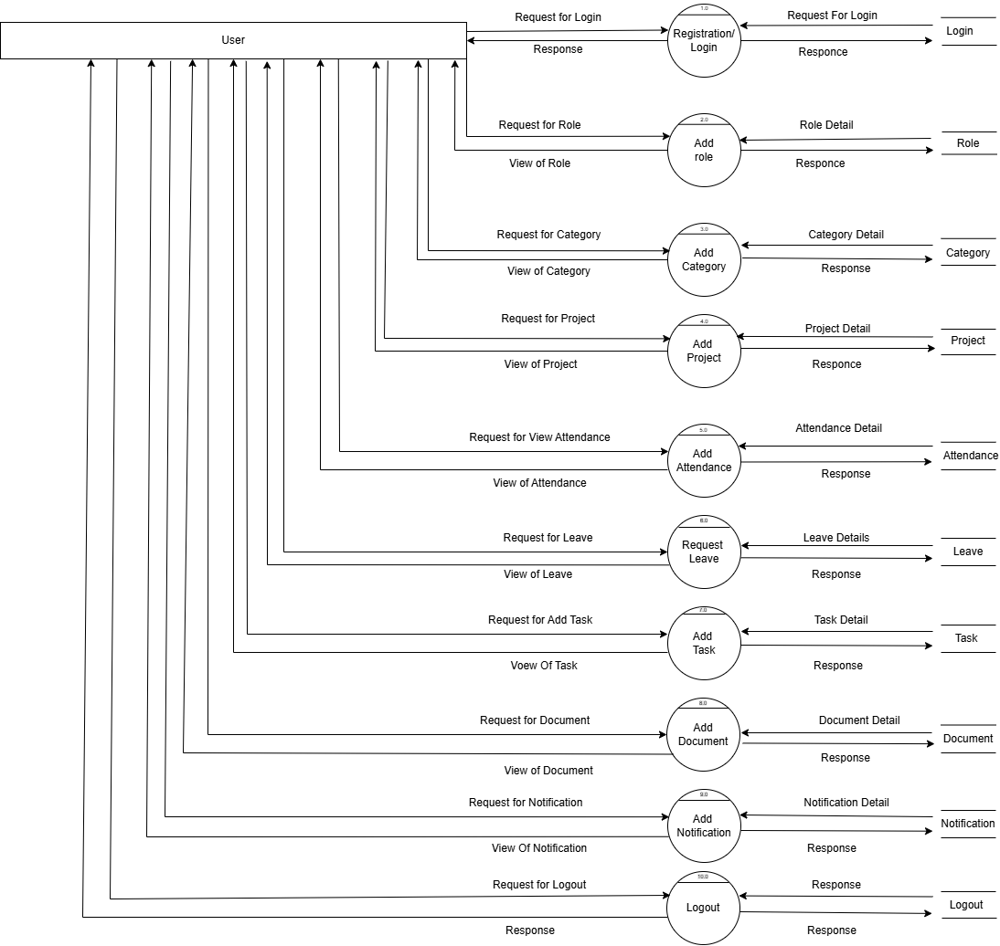 1.0
Request for Login
Request For Login
User
Registration/
Login
Login
Response
Responce
2.0
Request for Role
Role Detail
Add
role
Role
View of Role
Responce
3.0
Request for Category
Category Detail
Add
Category
Category
View of Category
Response
4.0
Request for Project
Project Detail
Add
Project
Project
View of Project
Responce
5.0
Request for View Attendance
Attendance Detail
Add
Attendance
Attendance
View of Attendance
Response
6.0
Request for Leave
Leave Details
Request
Leave
Leave
View of Leave
Response
7.0
Request for Add Task
Task Detail
Add
Task
Task
Voew Of Task
Response
8.0
Request for Document
Document Detail
Add
Document
Document
View of Document
Response
9.0
Request for Notification
Notification Detail
Add
Notification
Notification
View Of Notification
Response
10.0
Request for Logout
Response
Logout
Logout
Response
Response